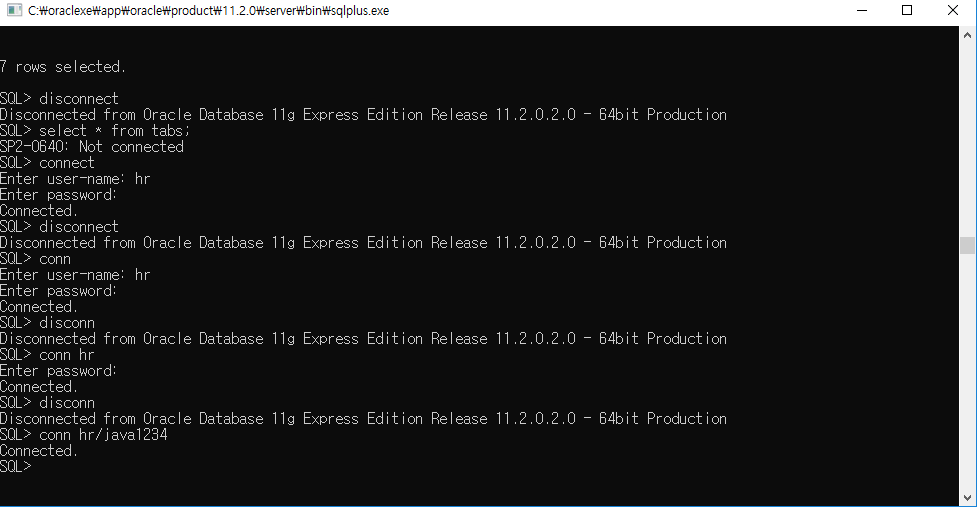 C:₩oraclexe₩app₩oracle₩product₩11.2.0₩server₩bin₩sqlplus.exe
7 rows selected.
SQL> disconnect
Disconnected from Oracle Database 11g Express Edition Release 11.2.0.2.0 - 64bit Production
SQL> select * from tabs;
SP2-0640: Not connected
SQL> connect
Enter user-name: hr
Enter password:
Connected.
SQL> disconnect
Disconnected from Oracle Database 11g Express Edition Release 11.2.0.2.0 - 64bit Production
SQL> conn
Enter user-name: hr
Enter password:
Connected.
SQL> disconn
Disconnected from Oracle Database 11g Express Edition Release 11.2.0.2.0 - 64bit Production
SQL> conn hr
Enter password:
Connected.
SQL> disconn
Disconnected from Oracle Database 11g Express Edition Release 11.2.0.2.0 - 64bit Production
SQL> conn hr/java1234
Connected.
SQL>